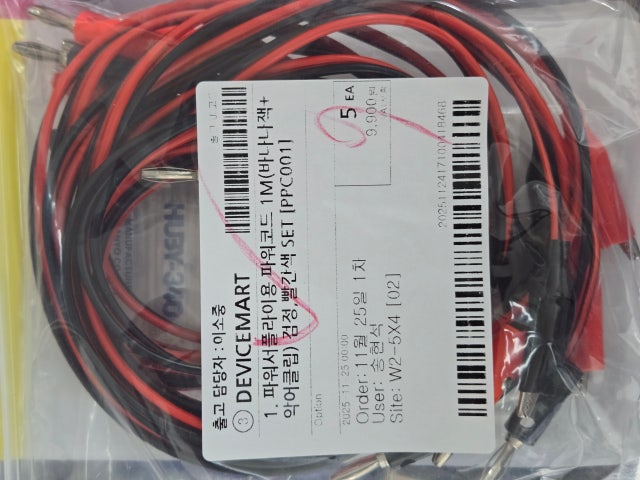 출고 담당자 : 이소중
③ DEVICEMART
1. 파워서플라이용 파워코드 1M(바나나잭+
악어클립) 검정.빨간색 SET [PPC001]
5 EA
9,900원
Option
2025-11-25 00:00
Order: 11월 25일 1차
User: 송현석
Site: W2-5X4 [02]
2025112417100418468